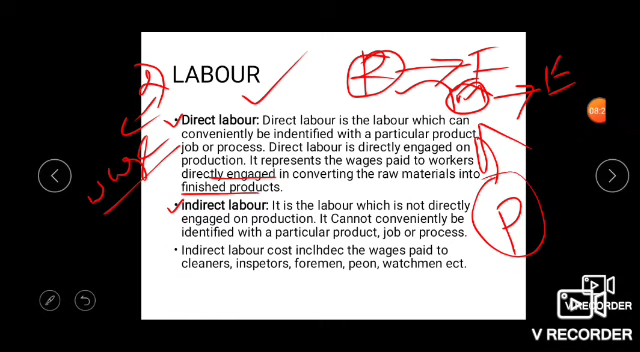 2
LABOUR
R
F
08:2
• Direct labour: Direct labour is the labour which can
conveniently be indentified with a particular product,
job or process. Direct labour is directly engaged on
production. It represents the wages paid to workers
directly engaged in converting the raw materials into
finished products.
• Indirect labour: It is the labour which is not directly
engaged on production. It Cannot conveniently be
identified with a particular product, job or process.
P
• Indirect labour cost inclhdec the wages paid to
cleaners, inspetors, foremen, peon, watchmen ect.
V RECORDER
V RECORDER